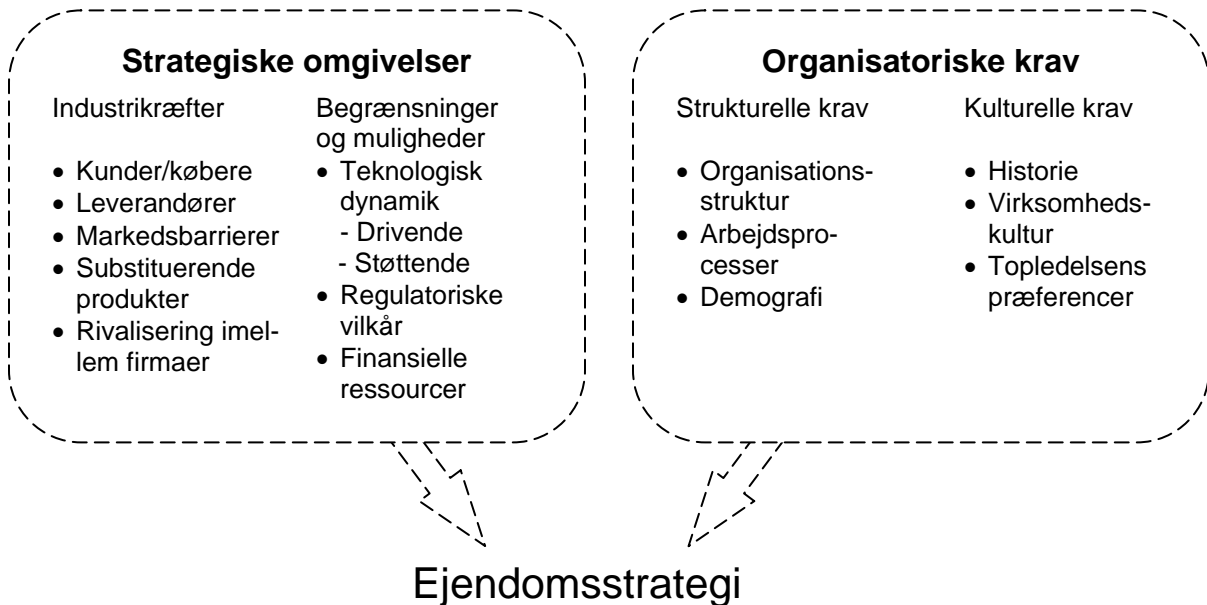 Strategiske omgivelser
Industrikræfter
• Kunder/købere
• Leverandører
• Markedsbarrierer
• Substituerende
produkter
• Rivalisering imel-
lem firmaer
Begrænsninger
og muligheder
• Teknologisk
dynamik
- Drivende
- Støttende
• Regulatoriske
vilkår
• Finansielle
ressourcer
Organisatoriske krav
Strukturelle krav
• Organisations-
struktur
• Arbejdspro-
cesser
• Demografi
Kulturelle krav
• Historie
• Virksomheds-
kultur
• Topledelsens
præferencer
Ejendomsstrategi